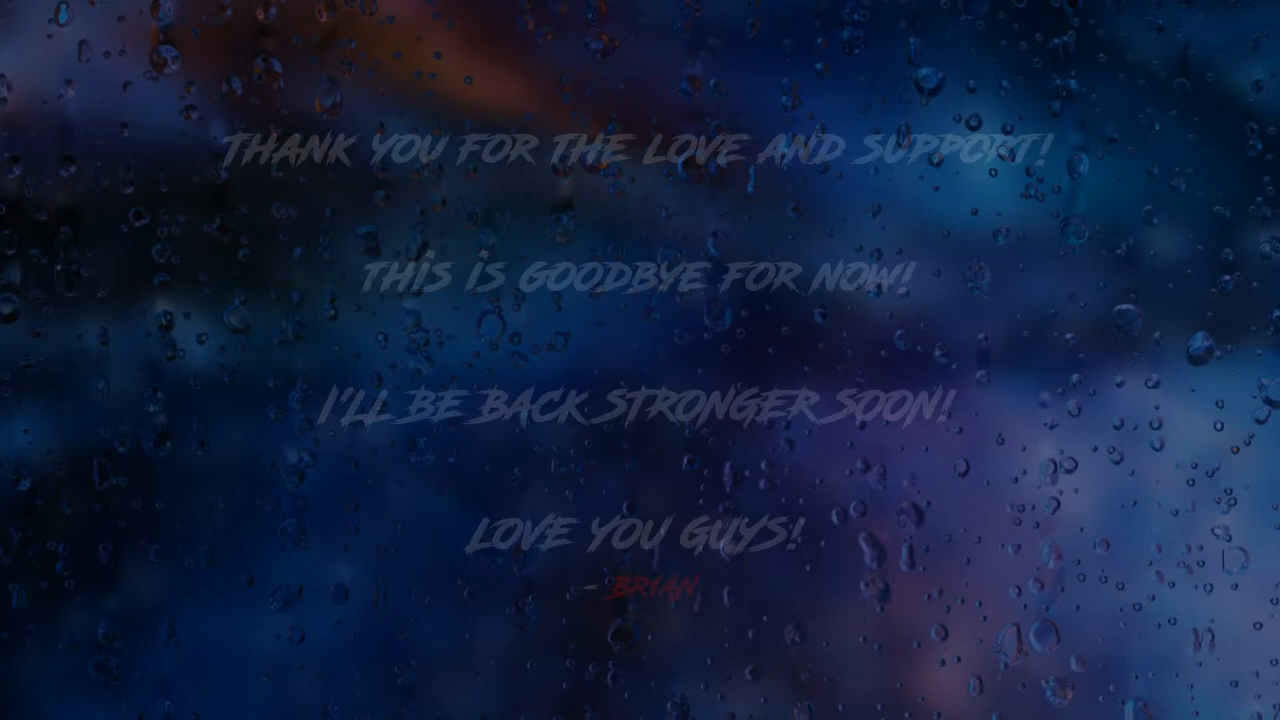 THANK YOU FOR THE LOVE AND SUPPORT!
THIS IS GOODBYE FOR NOW!
I'LL BE BACK STRONGER SOON!
LOVE YOU GUYS!
- BRYAN